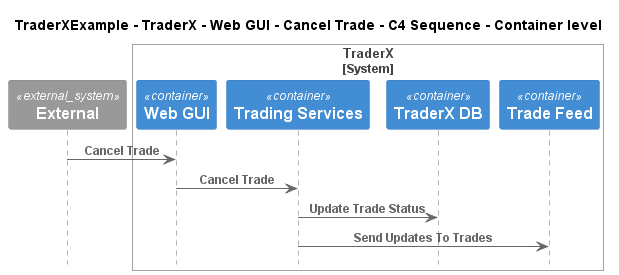 TraderXExample - TraderX - Web GUI - Cancel Trade - C4 Sequence - Container level
TraderX
[System]
«external_system» «container» «container» «container» «container»
External Web GUI Trading Services TraderX DB Trade Feed
Cancel Trade
Cancel Trade
Update Trade Status
Send Updates To Trades